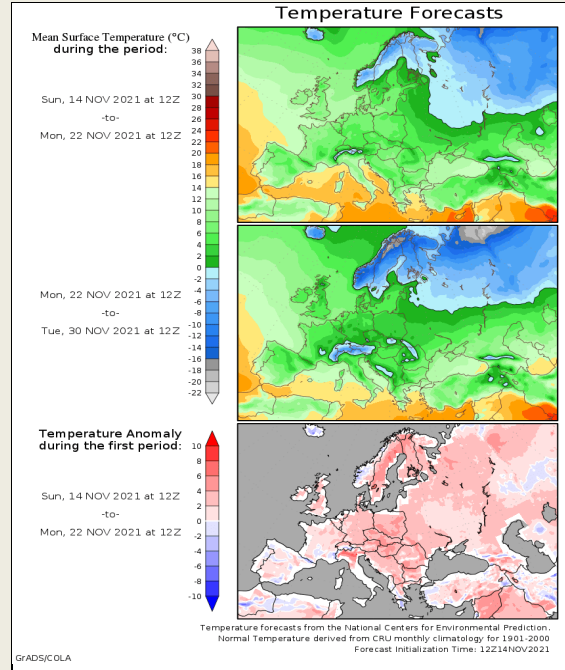 Temperature Forecasts
Mean Surface Temperature (°C)
during the period:
Sun, 14 NOV 2021 at 12Z
-to-
Mon, 22 NOV 2021 at 12Z
38
36
34
32
30
28
26
24
22
20
18
16
14
12
10
8
6
4
2
0
-2
-4
-6
-8
-10
-12
-14
-16
-18
-20
-22
Mon, 22 NOV 2021 at 12Z
-to-
Tue, 30 NOV 2021 at 12Z
Temperature Anomaly
during the first period:
Sun, 14 NOV 2021 at 12Z
-to-
Mon, 22 NOV 2021 at 12Z
10
8
6
4
2
0
-2
-4
-6
-8
-10
Temperature forecasts from the National Centers for Environmental Prediction.
Normal Temperature derived from CRU monthly climatology for 1901-2000
Forecast Initialization Time: 12Z14NOV2021
GrADS/COLA